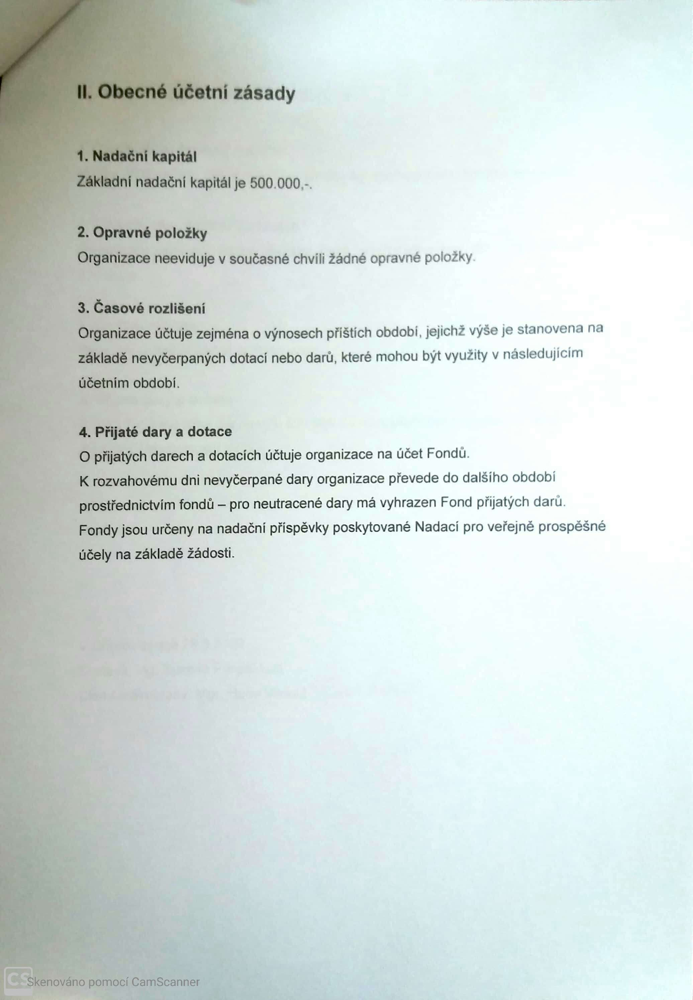 II. Obecné účetní zásady
1. Nadační kapitál
Základní nadační kapitál je 500.000,-.
2. Opravné položky
Organizace neeviduje v současné chvíli žádné opravné položky.
3. Časové rozlišení
Organizace účtuje zejména o výnosech příštích období, jejichž výše je stanovena na
základě nevyčerpaných dotací nebo darů, které mohou být využity v následujícím
účetním období.
4. Přijaté dary a dotace
O přijatých darech a dotacích účtuje organizace na účet Fondů.
K rozvahovému dni nevyčerpané dary organizace převede do dalšího období
prostřednictvím fondů – pro neutracené dary má vyhrazen Fond přijatých darů.
Fondy jsou určeny na nadační příspěvky poskytované Nadací pro veřejně prospěšné
účely na základě žádosti.
CS Skenováno pomocí CamScanner